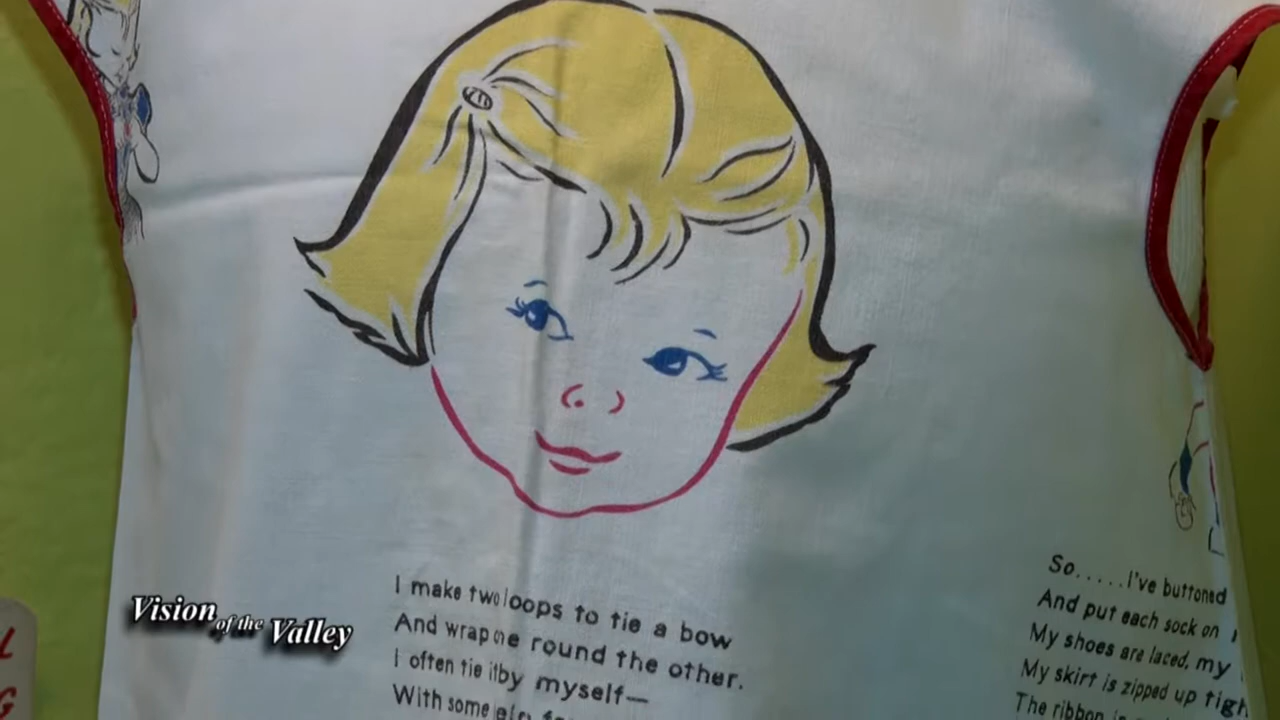 I make two loops to tie a bow
And wrap one round the other.
I often tie it by myself—
With some
So.....I've buttoned
And put each sock on
My shoes are laced, my
My skirt is zipped up
The ribbon is
Vision of the Valley
L
G